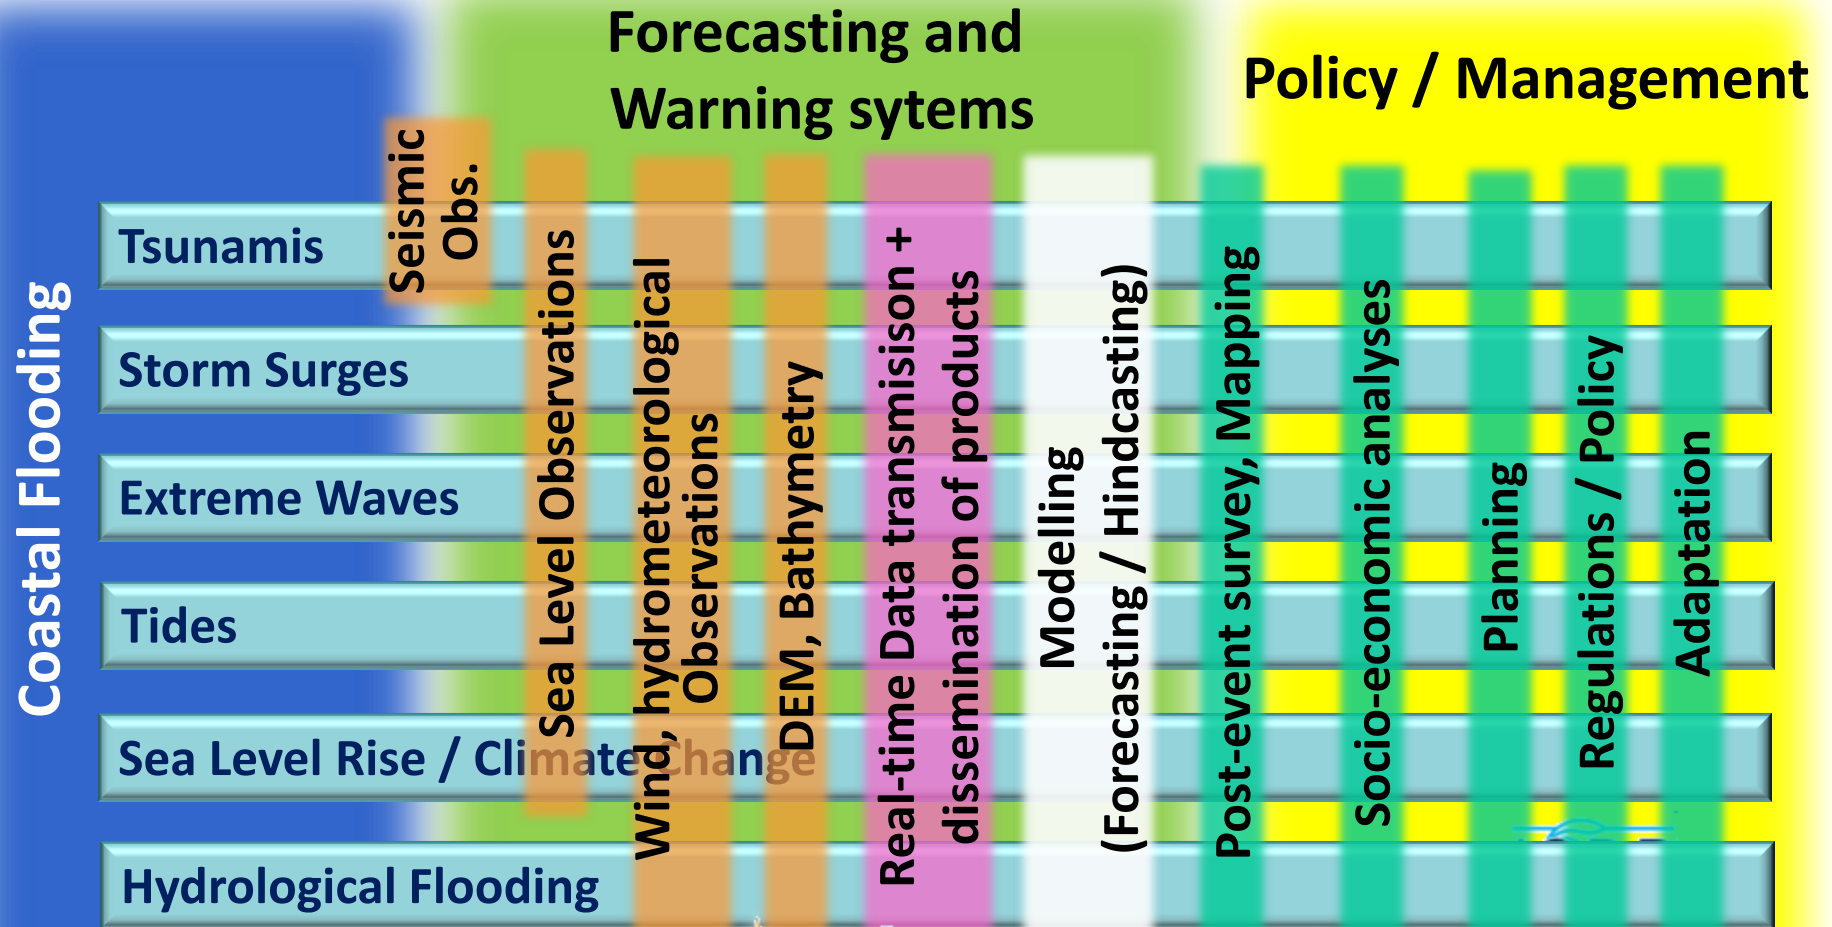 Forecasting and
Warning sytems
Policy / Management
Coastal Flooding
Tsunamis
Storm Surges
Extreme Waves
Tides
Sea Level Rise / Climate Change
Hydrological Flooding
Seismic
Obs.
Sea Level Observations
Wind, hydrometeorological
Observations
DEM, Bathymetry
Real-time Data transmisison +
dissemination of products
Modelling
(Forecasting / Hindcasting)
Post-event survey, Mapping
Socio-economic analyses
Planning
Regulations / Policy
Adaptation